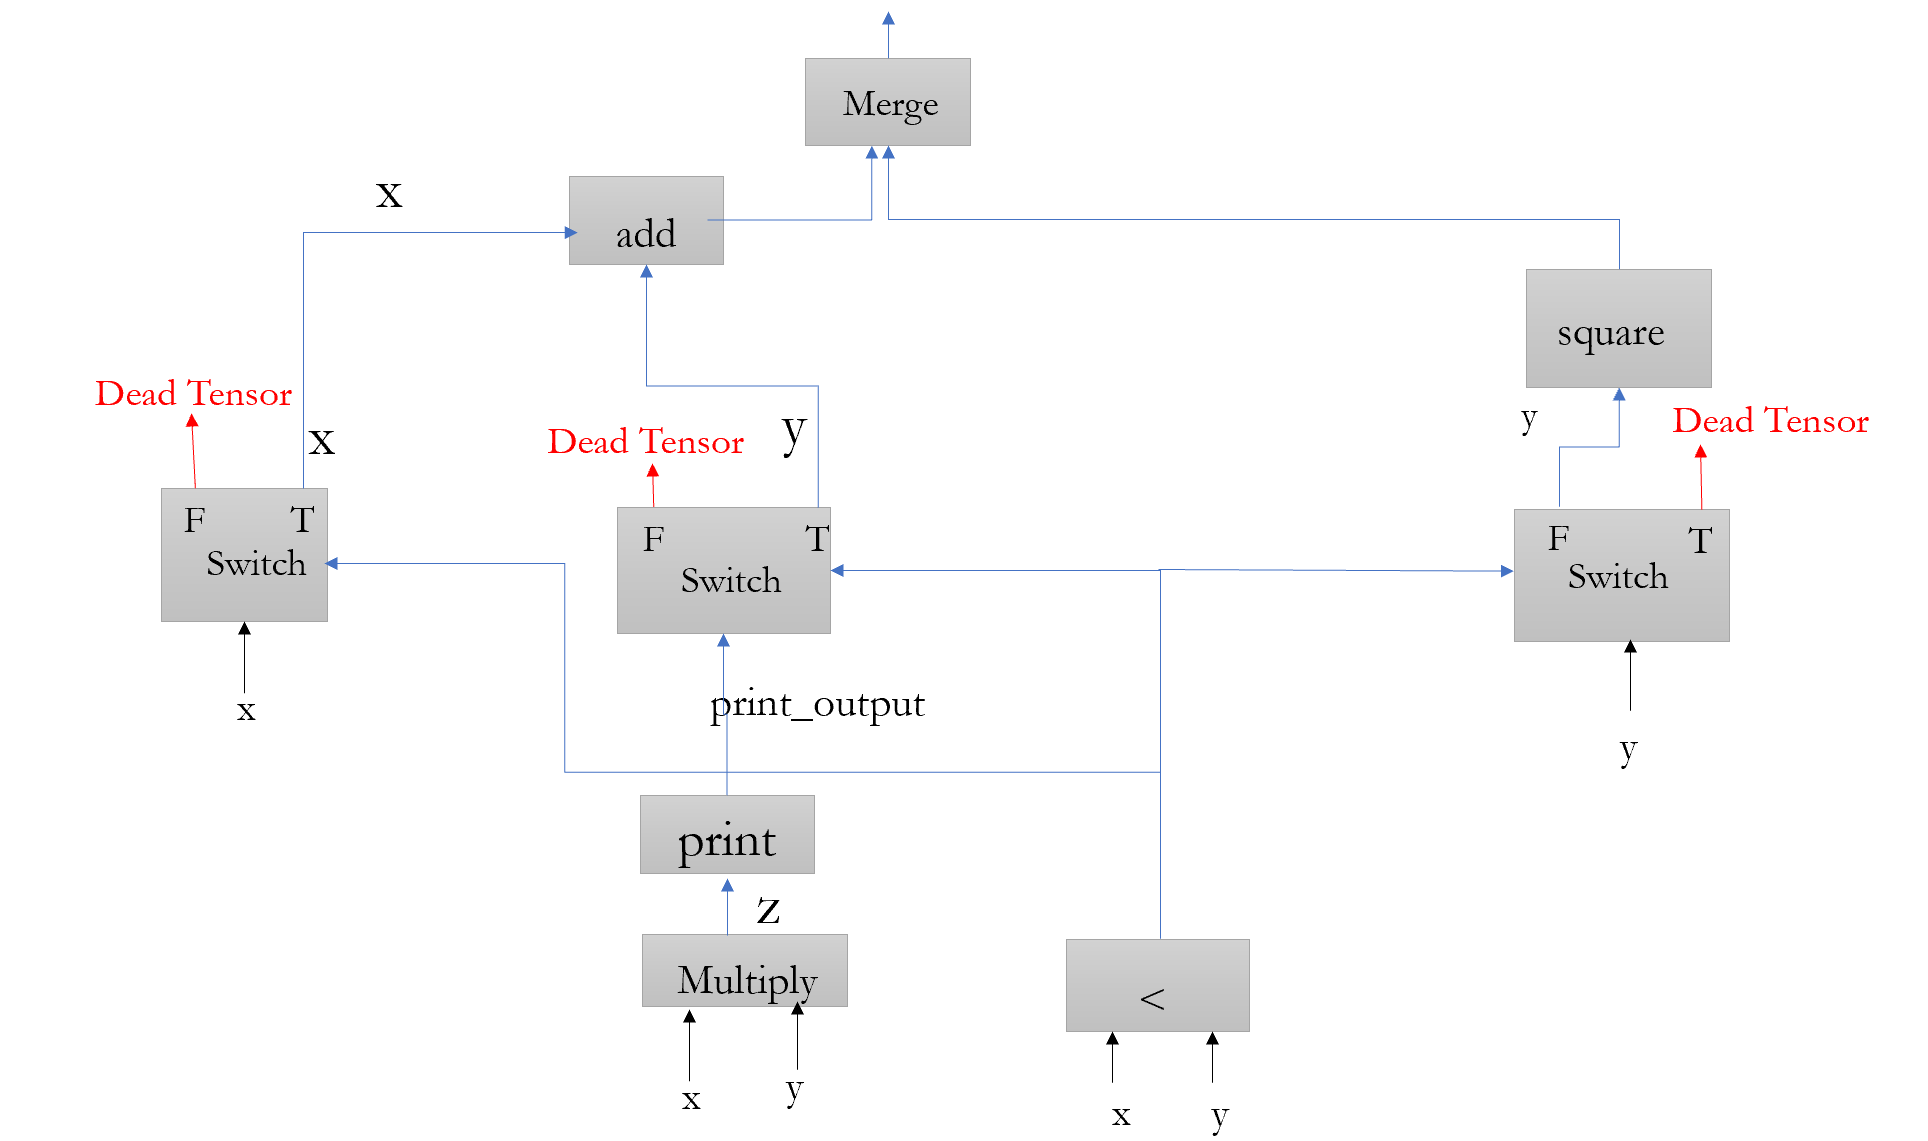 Merge
x
add
square
Dead Tensor
x
Dead Tensor
y
y
Dead Tensor
F
T
Switch
F
T
Switch
F
T
Switch
x
print_output
y
print
z
Multiply
<
x
y
x
y